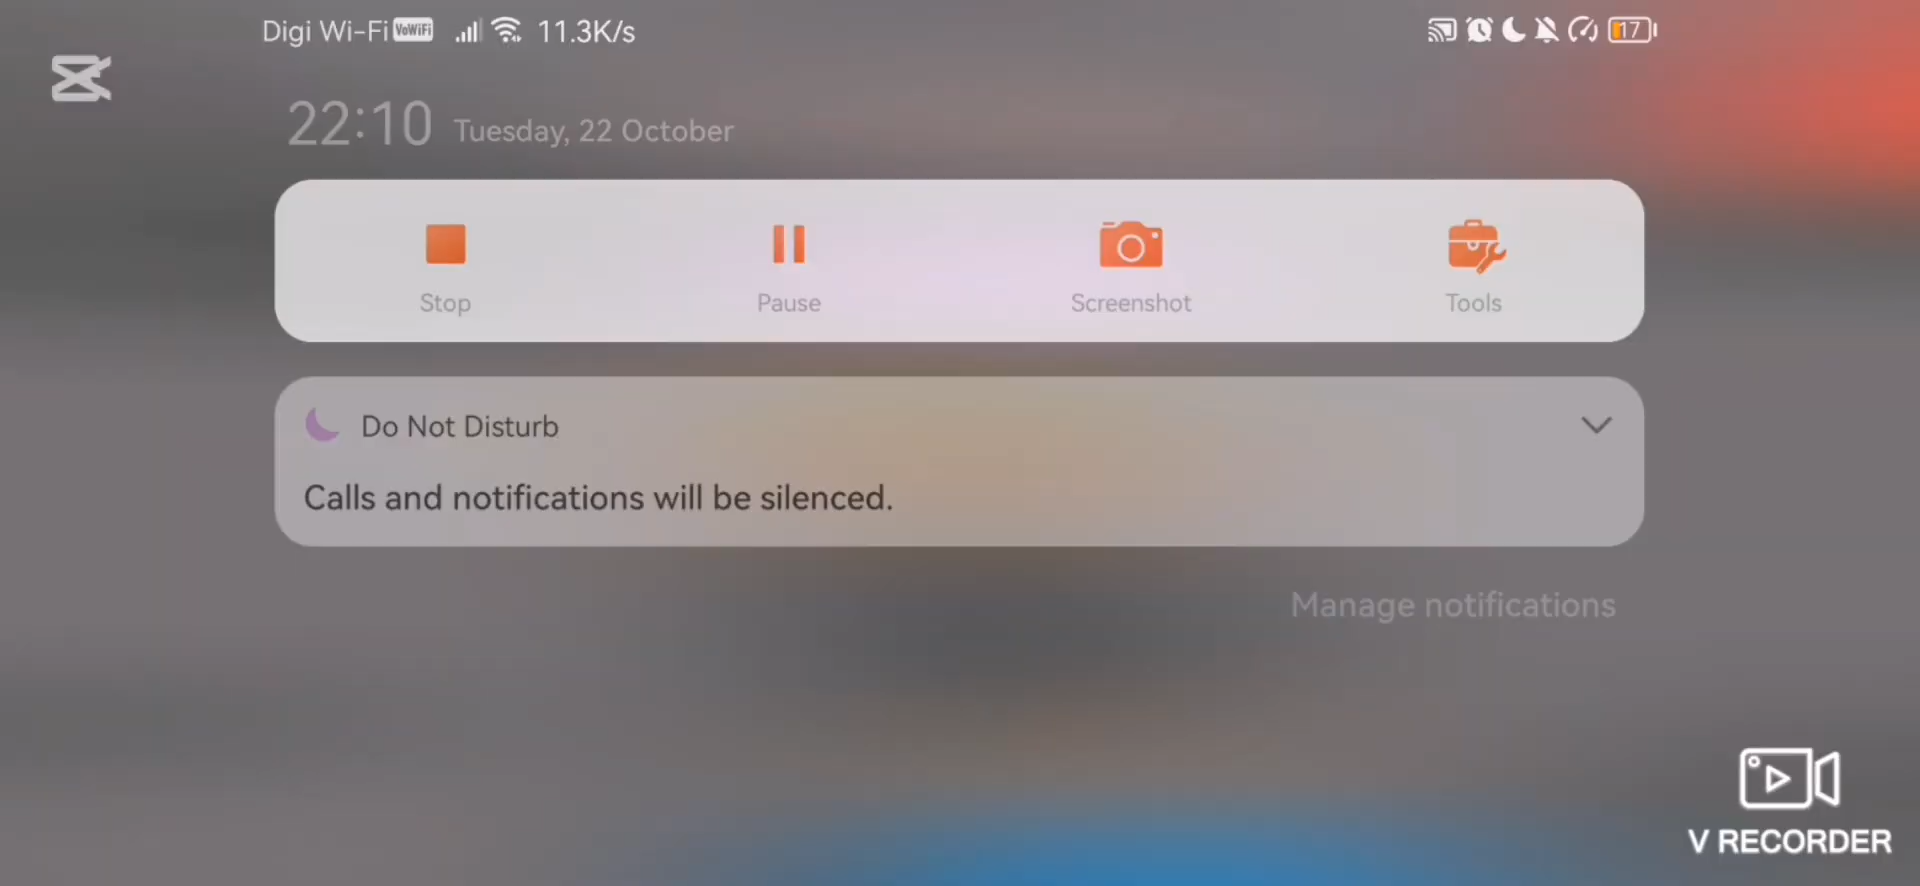 Digi Wi-Fi VoWiFi 11.3K/s 17
22:10 Tuesday, 22 October
Stop Pause Screenshot Tools
Do Not Disturb
Calls and notifications will be silenced.
Manage notifications
V RECORDER